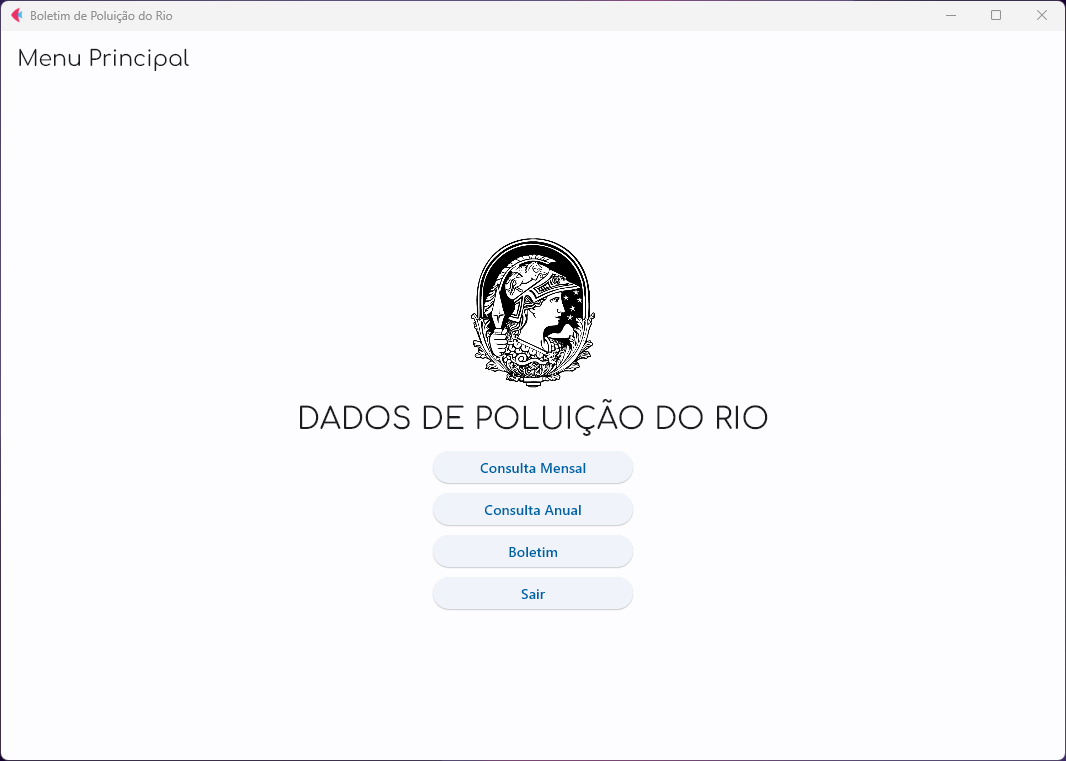 Boletim de Poluição do Rio
Menu Principal
DADOS DE POLUIÇÃO DO RIO
Consulta Mensal
Consulta Anual
Boletim
Sair